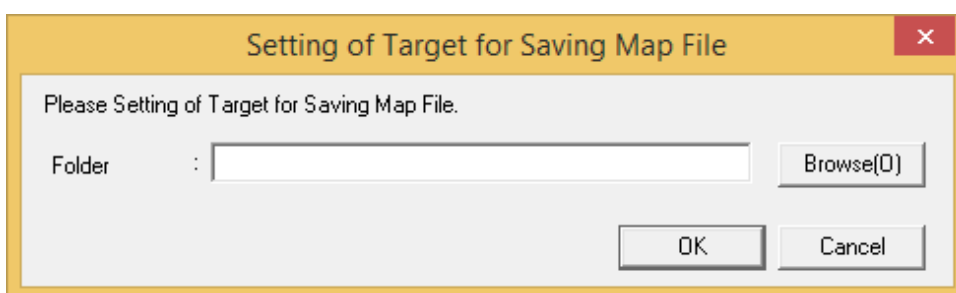 Setting of Target for Saving Map File
Please Setting of Target for Saving Map File.
Folder : Browse(O)
OK Cancel